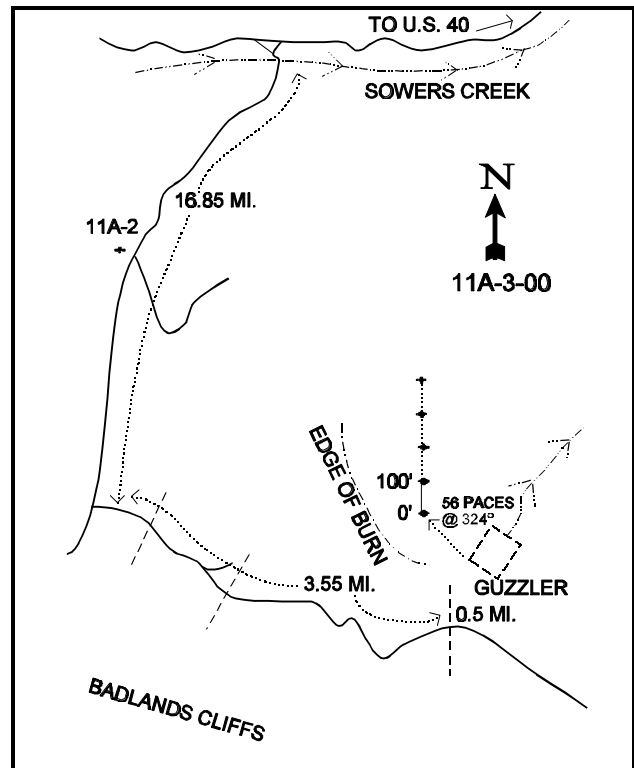 TO U.S. 40
SOWERS CREEK
N
16.85 MI.
11A-2
11A-3-00
EDGE OF BURN
100'
56 PACES
@ 324°
0'
GUZZLER
3.55 MI.
0.5 MI.
BADLANDS CLIFFS